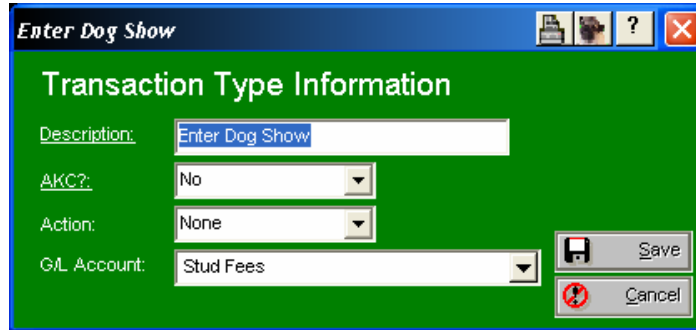 Enter Dog Show
?
Transaction Type Information
Description: Enter Dog Show
AKC?: No
Action: None
G/L Account: Stud Fees
Save
Cancel